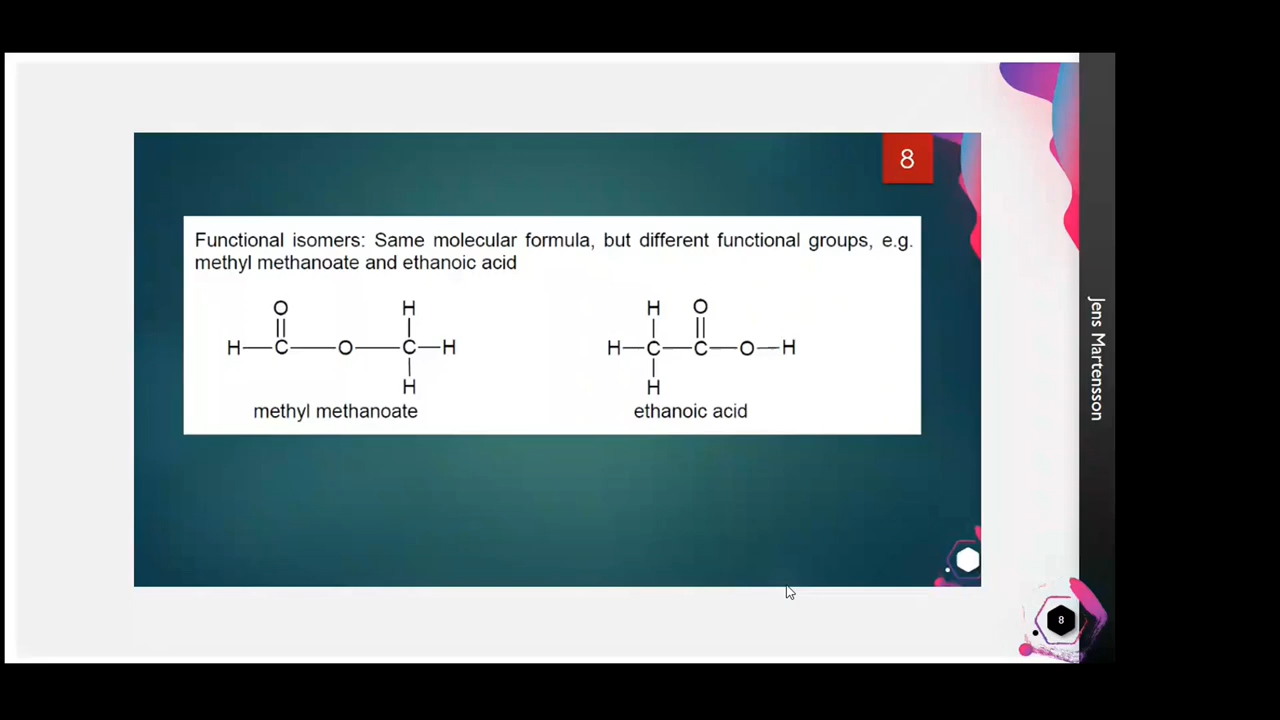 8
Functional isomers: Same molecular formula, but different functional groups, e.g.
methyl methanoate and ethanoic acid
O H H O
H C O C H H C C O H
H H
methyl methanoate ethanoic acid
Jens Martensson
8